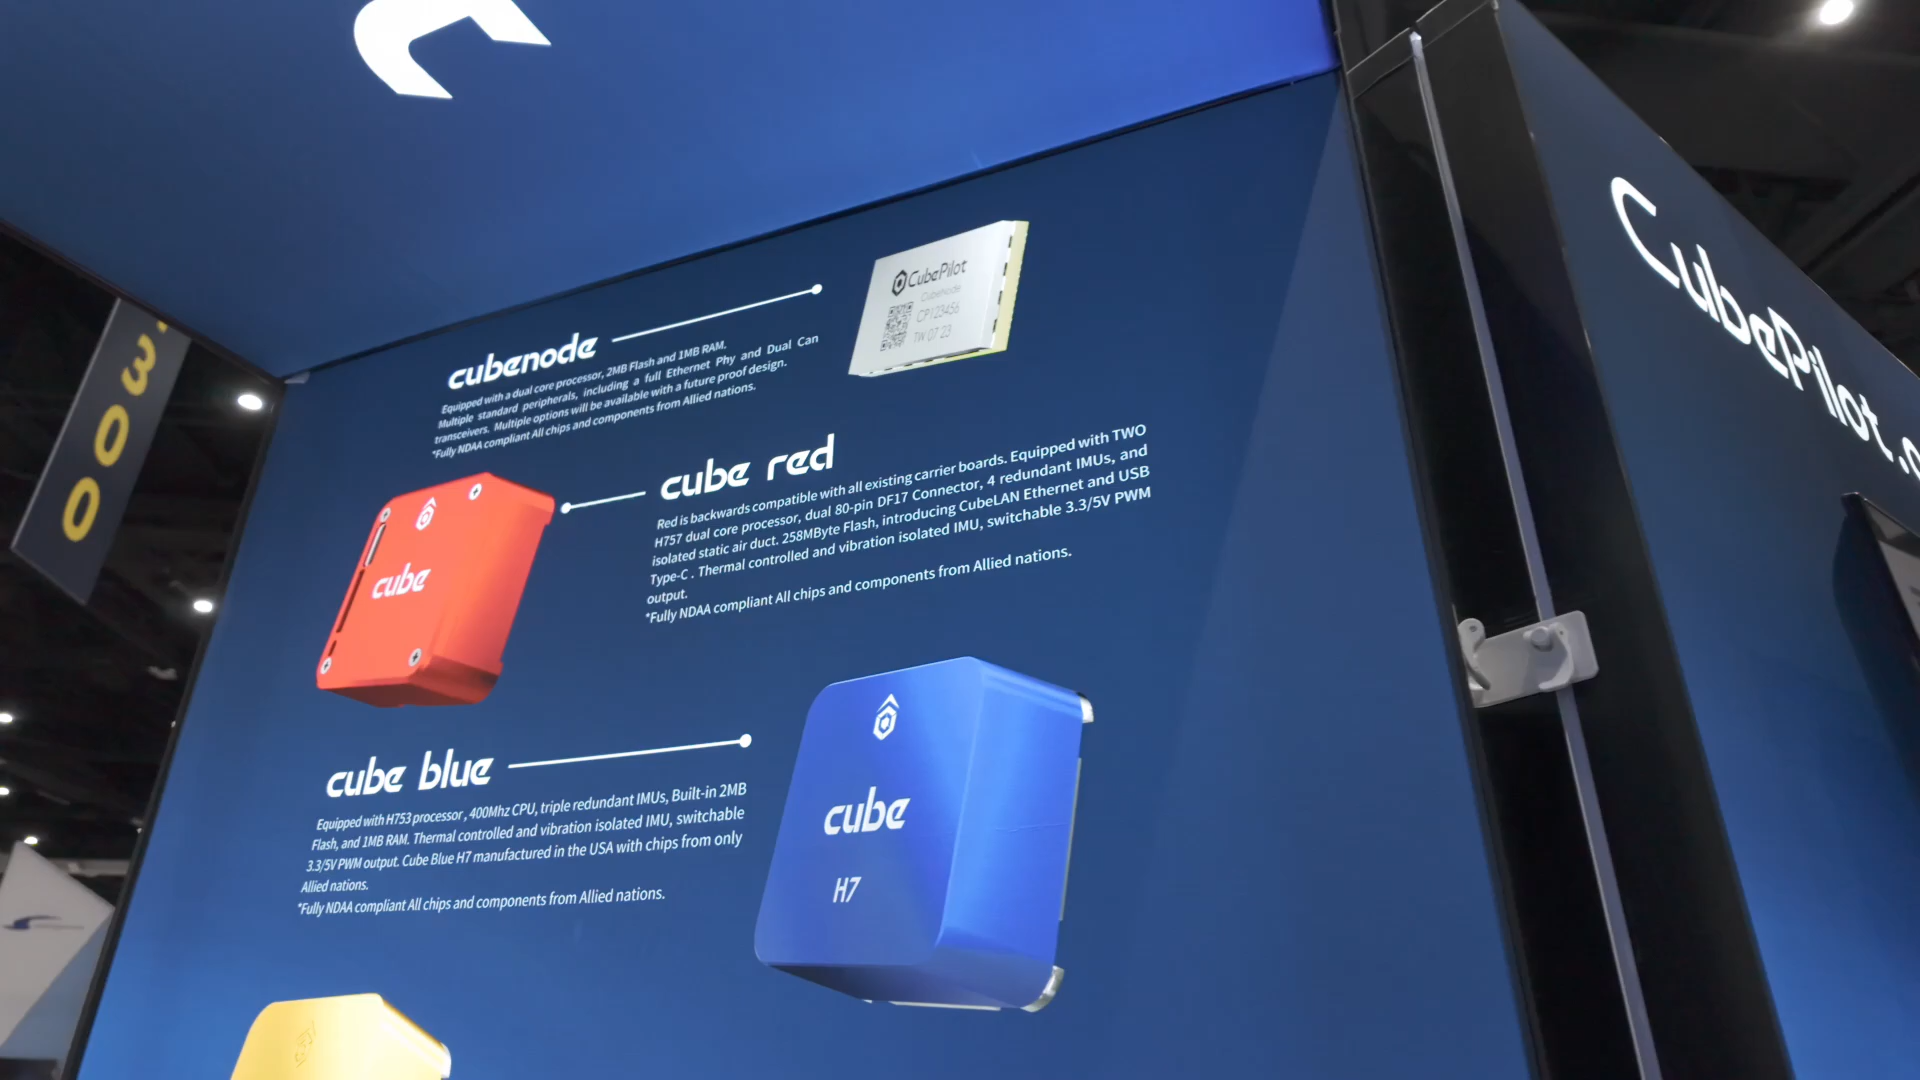 cubenode
Equipped with a dual core processor, 2MB Flash and 1MB RAM.
Multiple standard peripherals, including a full Ethernet Phy and Dual Can
transceivers. Multiple options will be available with a future proof design.
*Fully NDAA compliant All chips and components from Allied nations.
CubePilot
Cubenode
CP123456
TW 07 23
cube red
Red is backwards compatible with all existing carrier boards. Equipped with TWO
H757 dual core processor, dual 80-pin DF17 Connector, 4 redundant IMUs, and
isolated static air duct. 258MByte Flash, introducing CubeLAN Ethernet and USB
Type-C . Thermal controlled and vibration isolated IMU, switchable 3.3/5V PWM
output.
*Fully NDAA compliant All chips and components from Allied nations.
cube
cube blue
Equipped with H753 processor , 400Mhz CPU, triple redundant IMUs, Built-in 2MB
Flash, and 1MB RAM. Thermal controlled and vibration isolated IMU, switchable
3.3/5V PWM output. Cube Blue H7 manufactured in the USA with chips from only
Allied nations.
*Fully NDAA compliant All chips and components from Allied nations.
cube
H7
CubePilot.